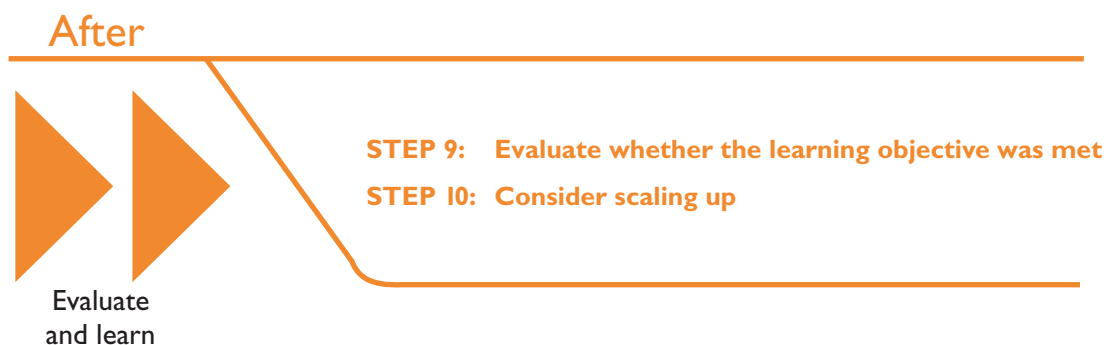 After
STEP 9: Evaluate whether the learning objective was met
STEP 10: Consider scaling up
Evaluate
and learn